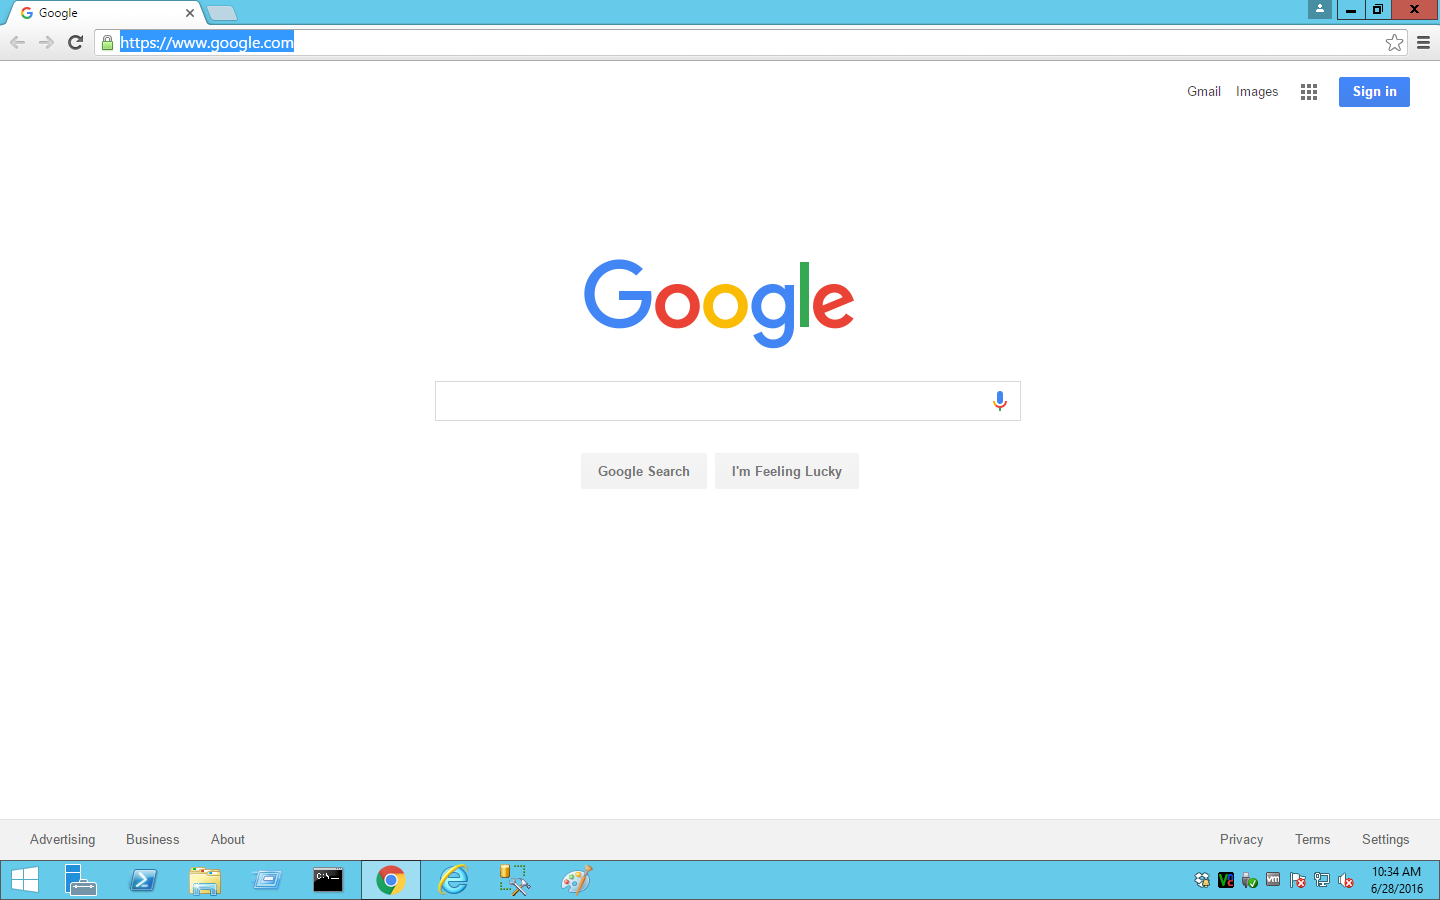 Google
https://www.google.com
Gmail Images Sign in
Google
Google Search I'm Feeling Lucky
Advertising Business About Privacy Terms Settings
C:\
vm
10:34 AM
6/28/2016